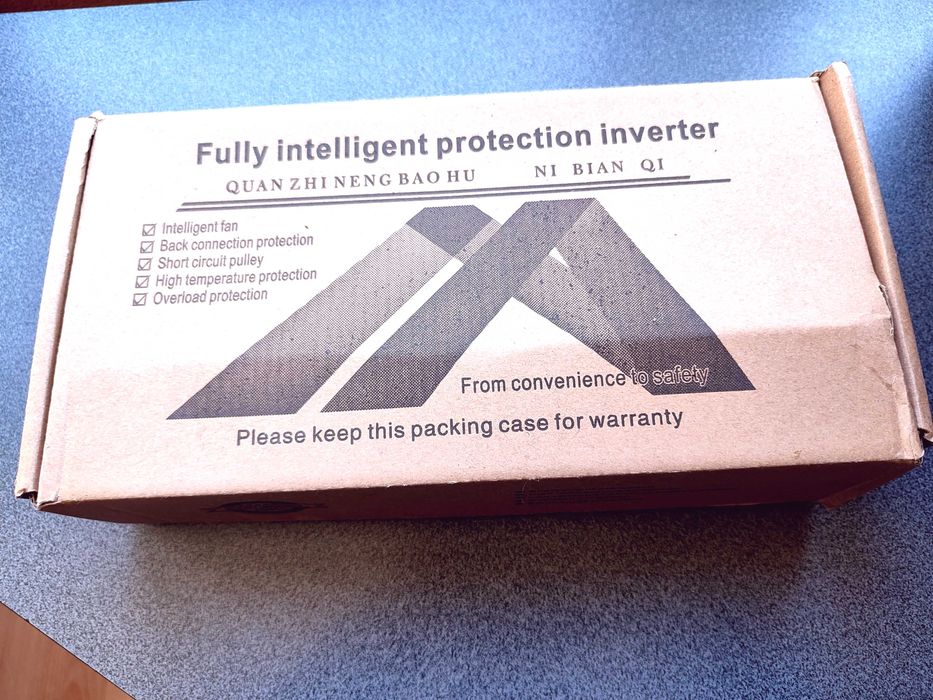 Fully intelligent protection inverter
QUAN ZHI NENG BAO HU NI BIAN QI
Intelligent fan
Back connection protection
Short circuit pulley
High temperature protection
Overload protection
From convenience to safety
Please keep this packing case for warranty